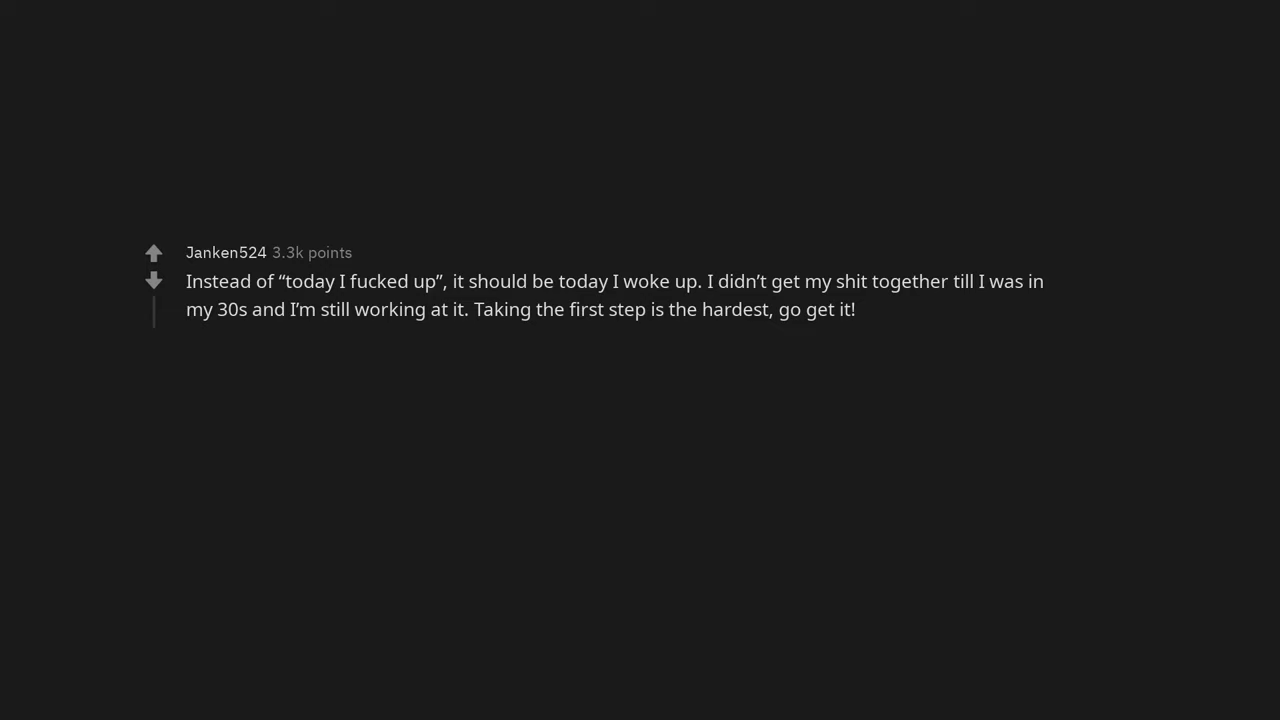 Janken524 3.3k points
Instead of “today I fucked up”, it should be today I woke up. I didn’t get my shit together till I was in
my 30s and I’m still working at it. Taking the first step is the hardest, go get it!